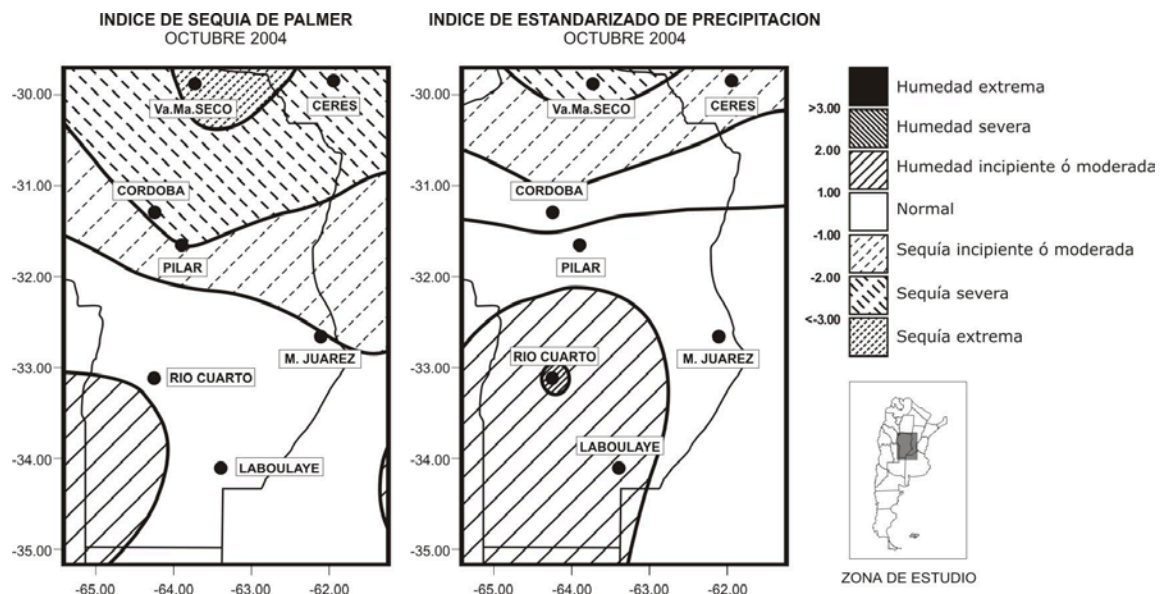 INDICE DE SEQUIA DE PALMER
OCTUBRE 2004
-30.00
-31.00
-32.00
-33.00
-34.00
-35.00
Va.Ma.SECO
CERES
CORDOBA
PILAR
M. JUAREZ
RIO CUARTO
LABOULAYE
-65.00 -64.00 -63.00 -62.00
INDICE DE ESTANDARIZADO DE PRECIPITACION
OCTUBRE 2004
-30.00
-31.00
-32.00
-33.00
-34.00
-35.00
Va.Ma.SECO
CERES
CORDOBA
PILAR
M. JUAREZ
RIO CUARTO
LABOULAYE
-65.00 -64.00 -63.00 -62.00
Humedad extrema
>3.00
Humedad severa
2.00
Humedad incipiente ó moderada
1.00
Normal
-1.00
Sequía incipiente ó moderada
-2.00
Sequía severa
<-3.00
Sequía extrema
ZONA DE ESTUDIO